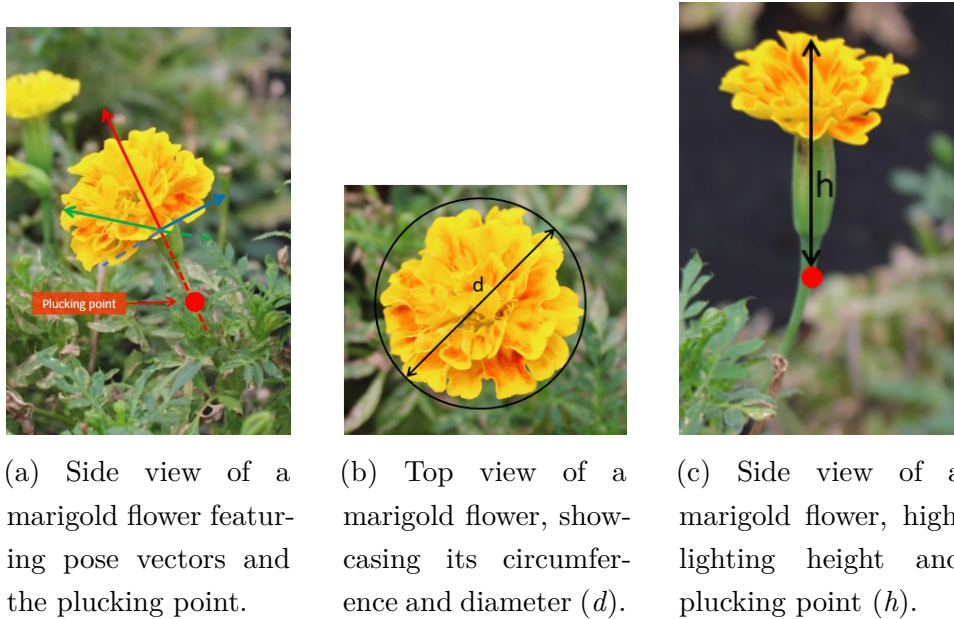 Plucking point
d
h
(a) Side view of a
marigold flower featur-
ing pose vectors and
the plucking point.
(b) Top view of a
marigold flower, show-
casing its circumfer-
ence and diameter (d).
(c) Side view of a
marigold flower, high
lighting height and
plucking point (h).